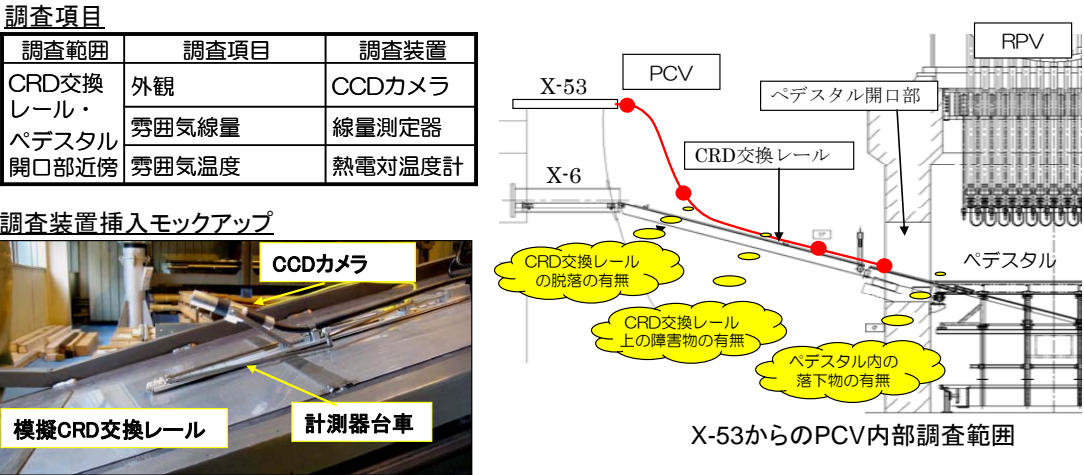 調査項目
調査範囲 調査項目 調査装置
CRD交換
レール・
ペデスタル
開口部近傍
外観 CCDカメラ
雰囲気線量 線量測定器
雰囲気温度 熱電対温度計
調査装置挿入モックアップ
CCDカメラ
模擬CRD交換レール
計測器台車
RPV
PCV
X-53
ペデスタル開口部
CRD交換レール
X-6
ペデスタル
CRD交換レール
の脱落の有無
CRD交換レール
上の障害物の有無
ペデスタル内の
落下物の有無
X-53からのPCV内部調査範囲